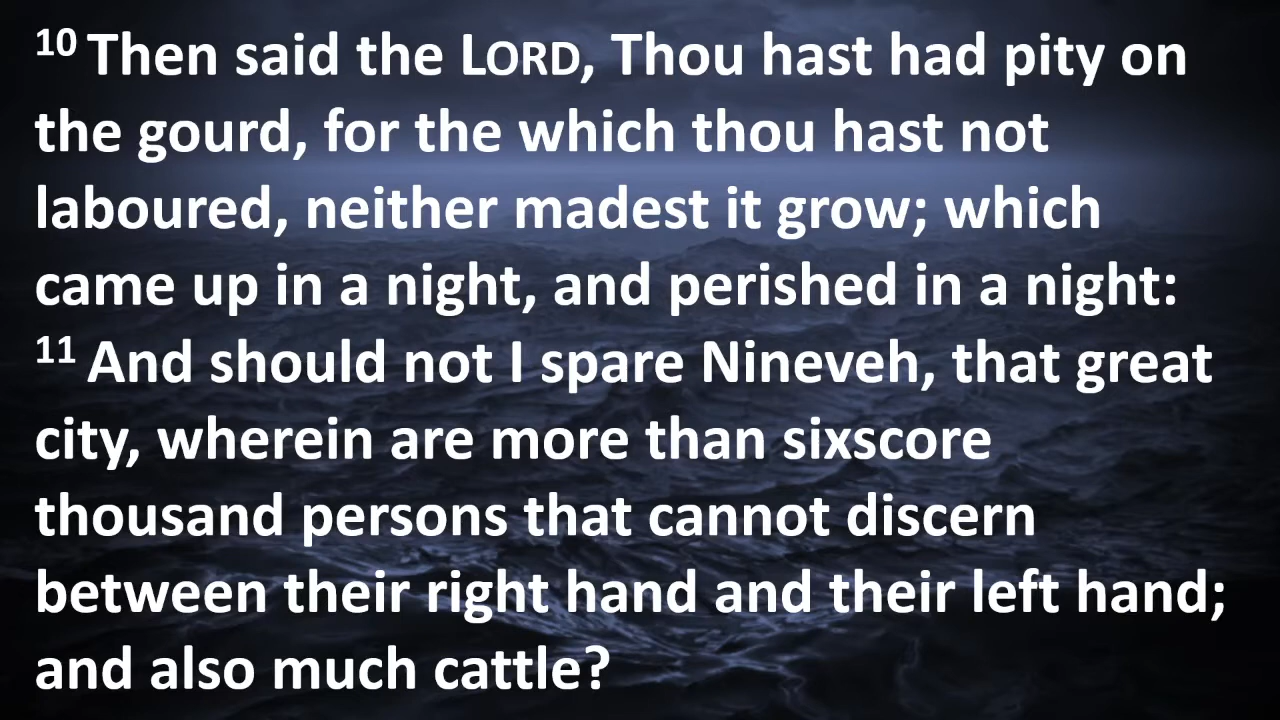 10 Then said the LORD, Thou hast had pity on
the gourd, for the which thou hast not
laboured, neither madest it grow; which
came up in a night, and perished in a night:
11 And should not I spare Nineveh, that great
city, wherein are more than sixscore
thousand persons that cannot discern
between their right hand and their left hand;
and also much cattle?